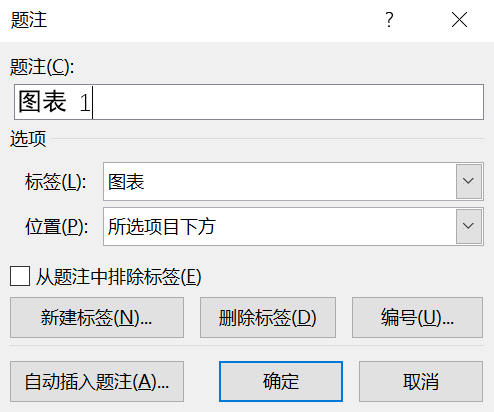 题注 ?
题注(C):
图表 1
选项
标签(L): 图表
位置(P): 所选项目下方
从题注中排除标签(E)
新建标签(N)... 删除标签(D) 编号(U)...
自动插入题注(A)... 确定 取消